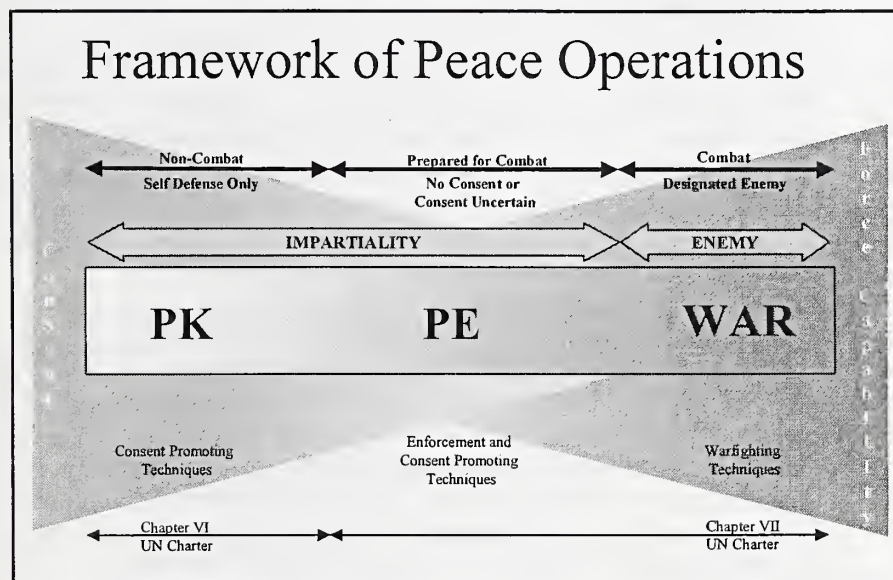 Framework of Peace Operations
Non-Combat
Self Defense Only
Prepared for Combat
No Consent or
Consent Uncertain
Combat
Designated Enemy
IMPARTIALITY
ENEMY
PK
PE
WAR
Consent Promoting
Techniques
Enforcement and
Consent Promoting
Techniques
Warfighting
Techniques
Chapter VI
UN Charter
Chapter VII
UN Charter
Force Capability